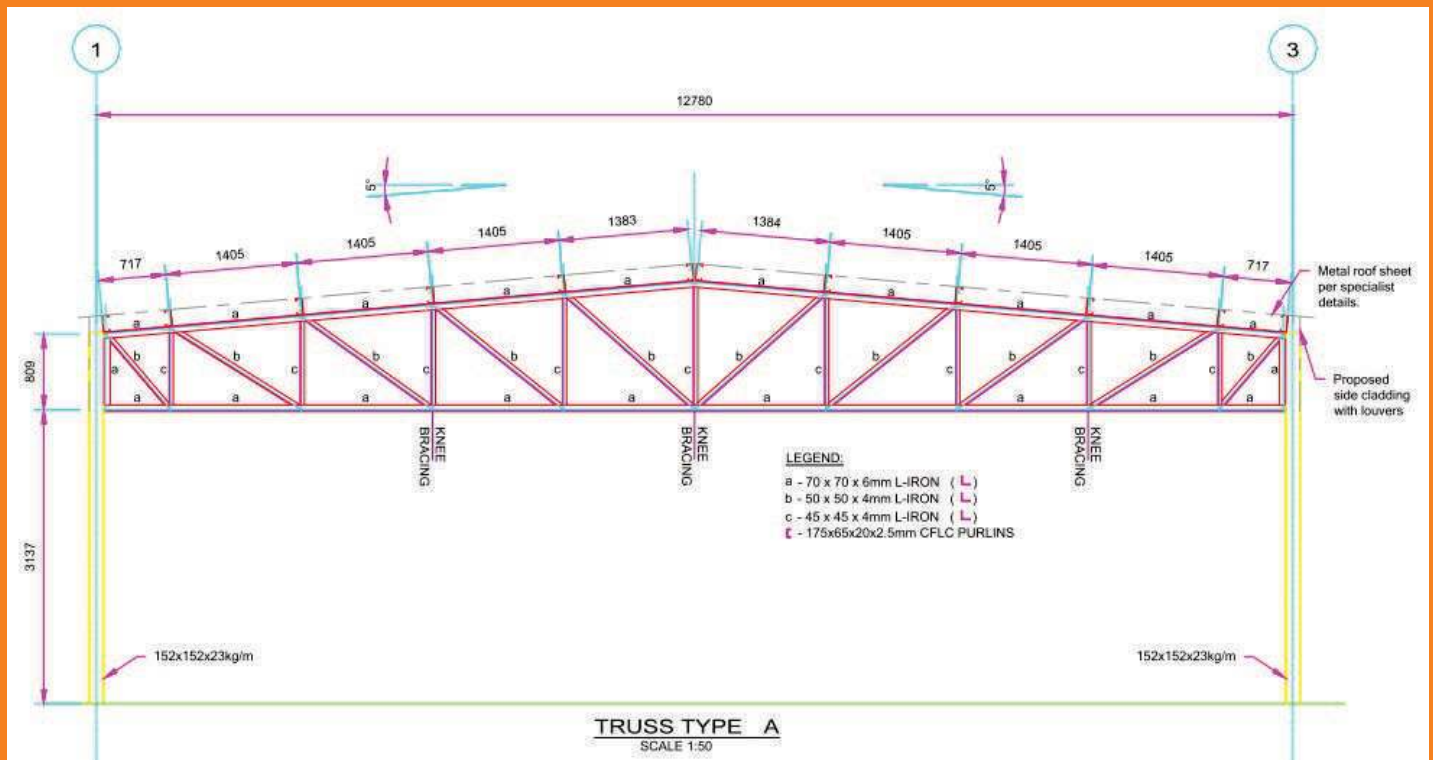 1
3
12780
5°
5°
1383
1384
1405
1405
1405
1405
1405
1405
717
717
Metal roof sheet
per specialist
details.
a
a
a
a
a
a
a
a
a
a
b
b
b
b
b
b
b
b
b
b
a
c
c
c
c
c
c
c
c
c
a
a
a
a
a
a
a
a
a
a
a
809
Proposed
side cladding
with louvers
KNEE
BRACING
KNEE
BRACING
KNEE
BRACING
LEGEND:
a - 70 x 70 x 6mm L-IRON ( L )
b - 50 x 50 x 4mm L-IRON ( L )
c - 45 x 45 x 4mm L-IRON ( L )
[ - 175x65x20x2.5mm CFLC PURLINS
3137
152x152x23kg/m
152x152x23kg/m
TRUSS TYPE A
SCALE 1:50